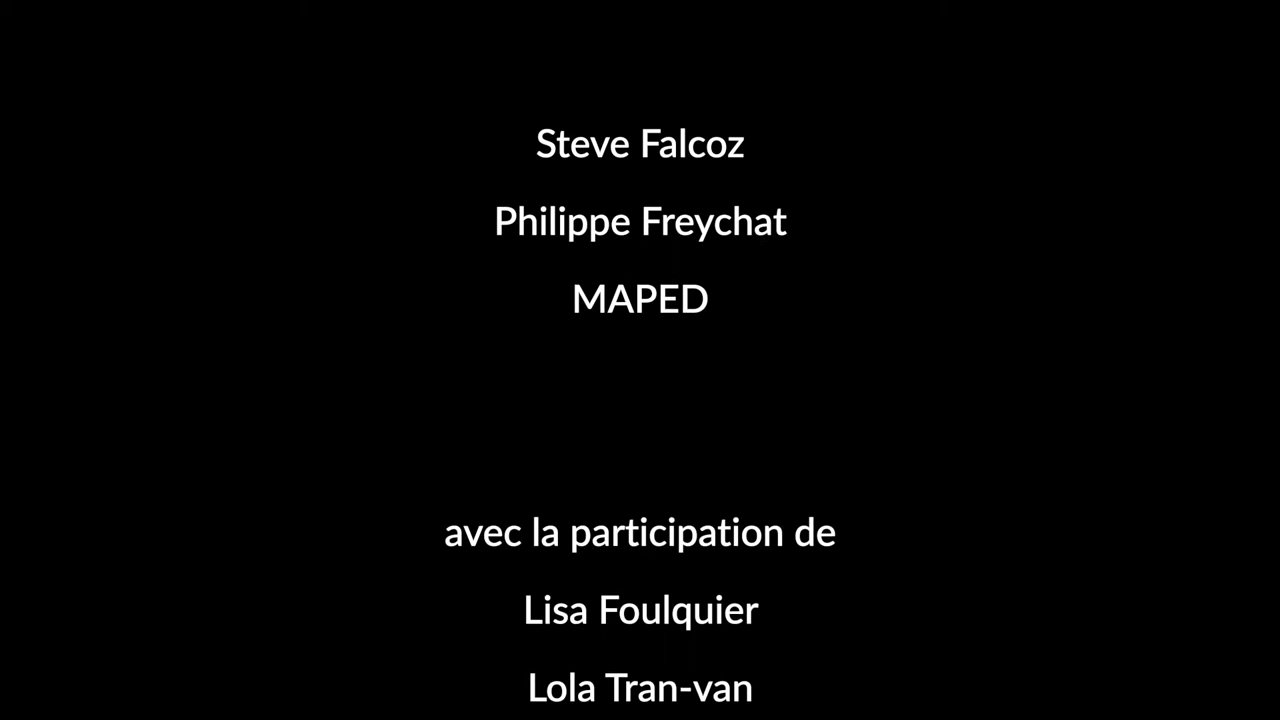 Steve Falcoz
Philippe Freychat
MAPED
avec la participation de
Lisa Foulquier
Lola Tran-van